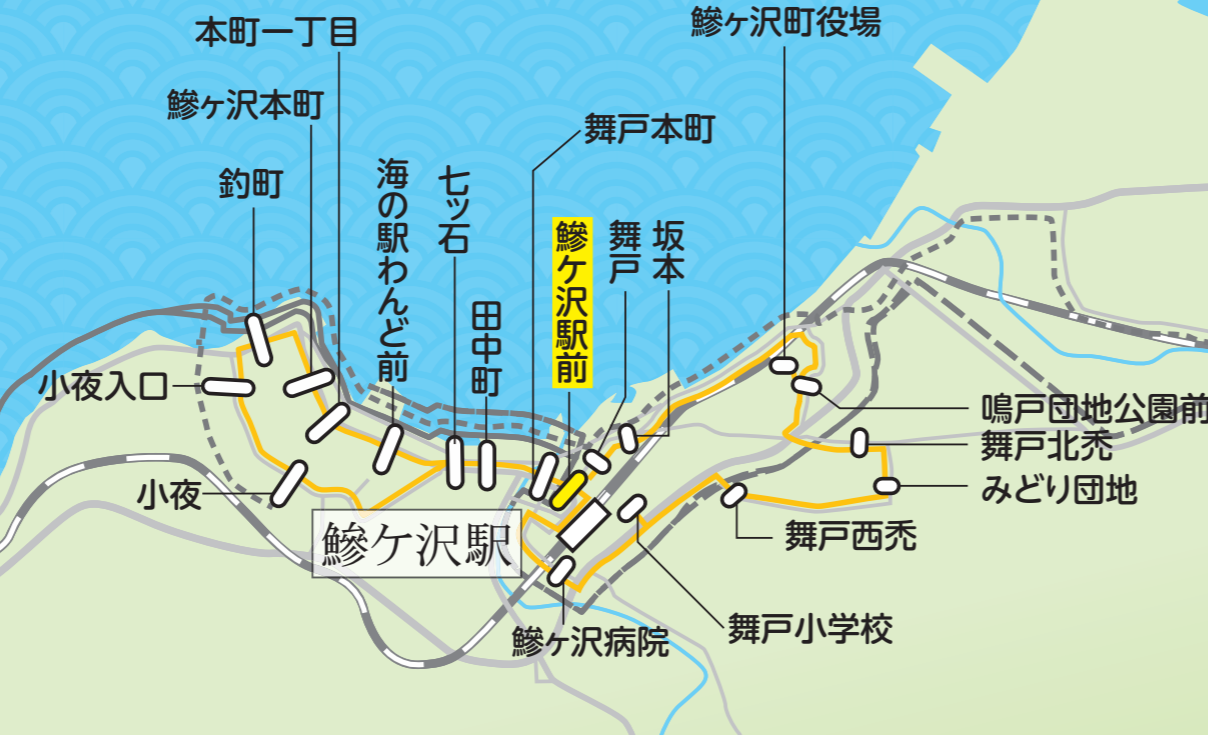 本町一丁目
鰺ヶ沢町役場
鰺ヶ沢本町
舞戸本町
釣町
海の駅わんど前
七ッ石
田中町
鰺ケ沢駅前
舞戸
坂本
小夜入口
鳴戸団地公園前
舞戸北禿
みどり団地
小夜
鰺ケ沢駅
舞戸西禿
鰺ヶ沢病院
舞戸小学校